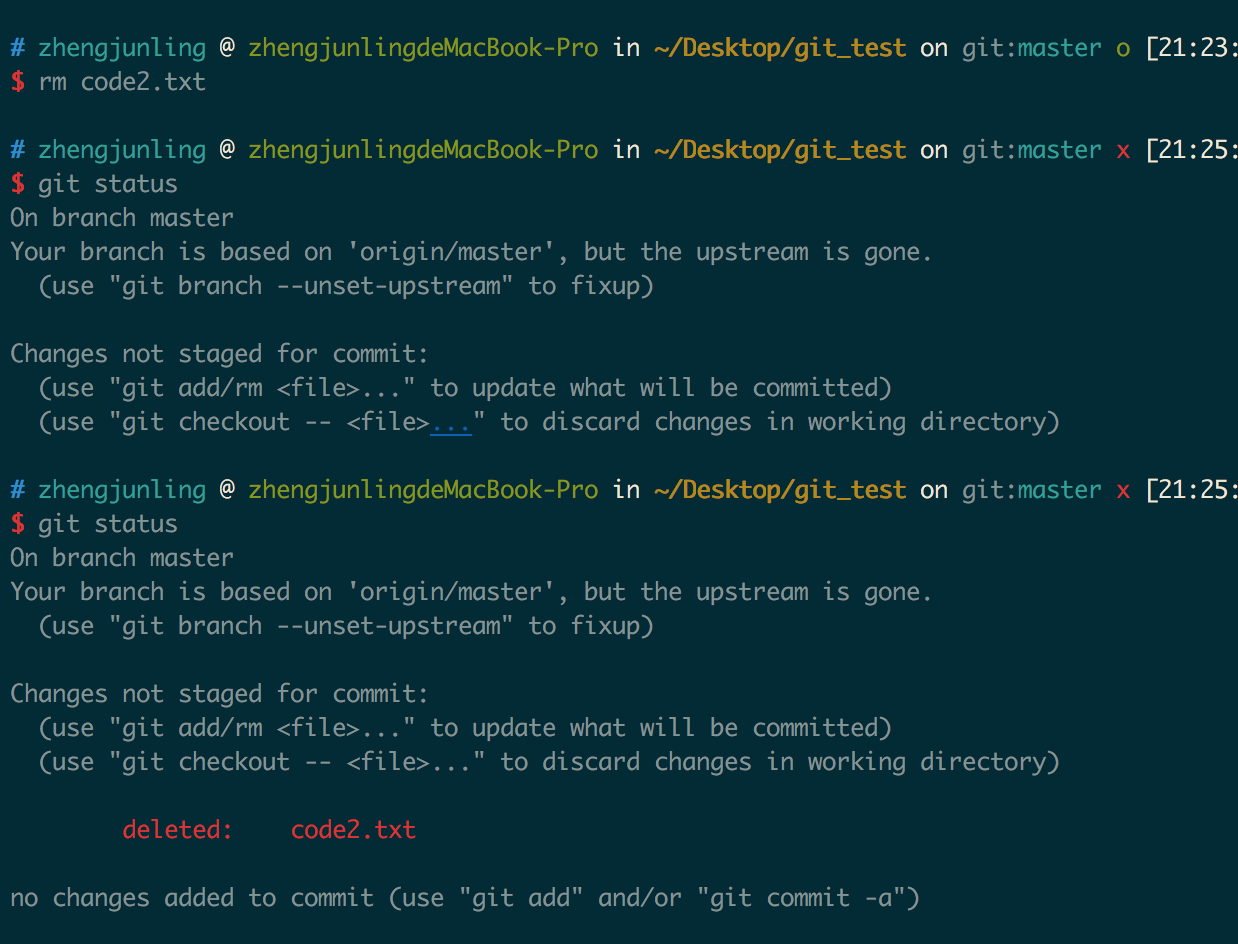 # zhengjunling @ zhengjunlingdeMacBook-Pro in ~/Desktop/git_test on git:master o [21:23:
$ rm code2.txt
# zhengjunling @ zhengjunlingdeMacBook-Pro in ~/Desktop/git_test on git:master x [21:25:
$ git status
On branch master
Your branch is based on 'origin/master', but the upstream is gone.
  (use "git branch --unset-upstream" to fixup)
Changes not staged for commit:
  (use "git add/rm <file>..." to update what will be committed)
  (use "git checkout -- <file>..." to discard changes in working directory)
# zhengjunling @ zhengjunlingdeMacBook-Pro in ~/Desktop/git_test on git:master x [21:25:
$ git status
On branch master
Your branch is based on 'origin/master', but the upstream is gone.
  (use "git branch --unset-upstream" to fixup)
Changes not staged for commit:
  (use "git add/rm <file>..." to update what will be committed)
  (use "git checkout -- <file>..." to discard changes in working directory)
        deleted:    code2.txt
no changes added to commit (use "git add" and/or "git commit -a")